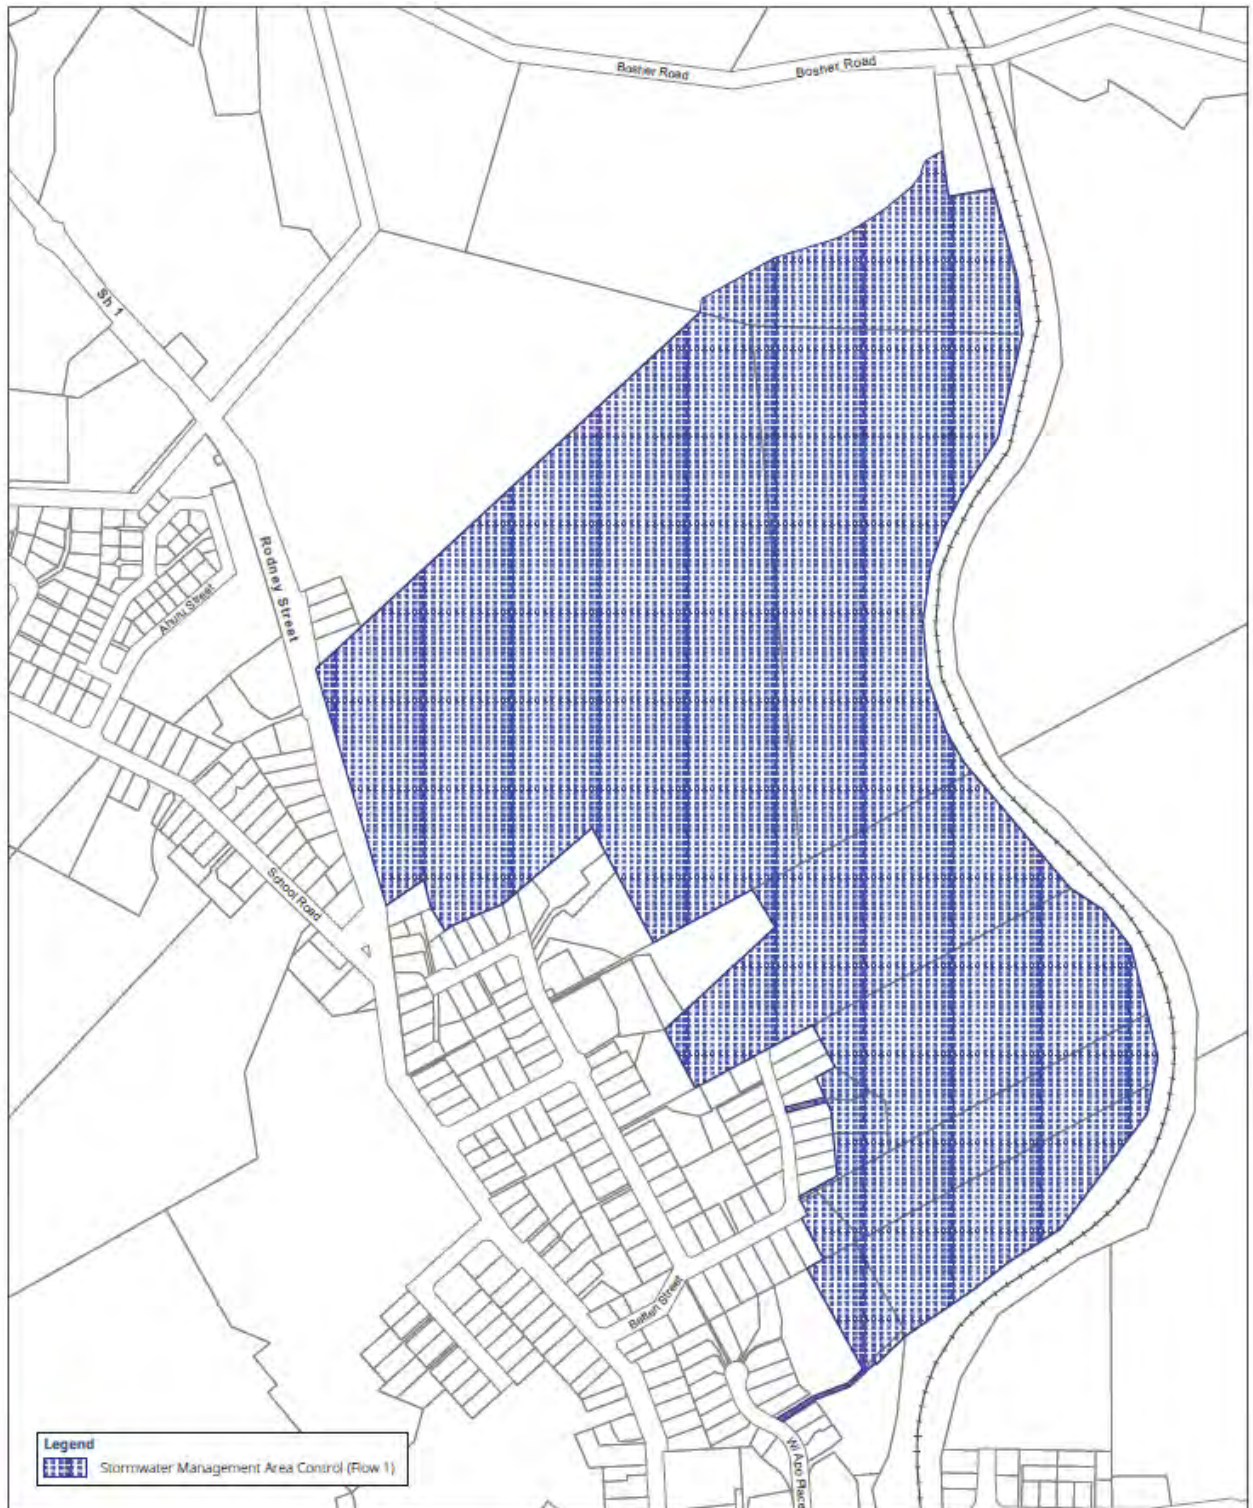 Bosher Road
Bosher Road
Sh 1
Rodney Street
Ahuru Street
School Road
Batten Street
Wi Apo Place
Legend
Stormwater Management Area Control (Flow 1)